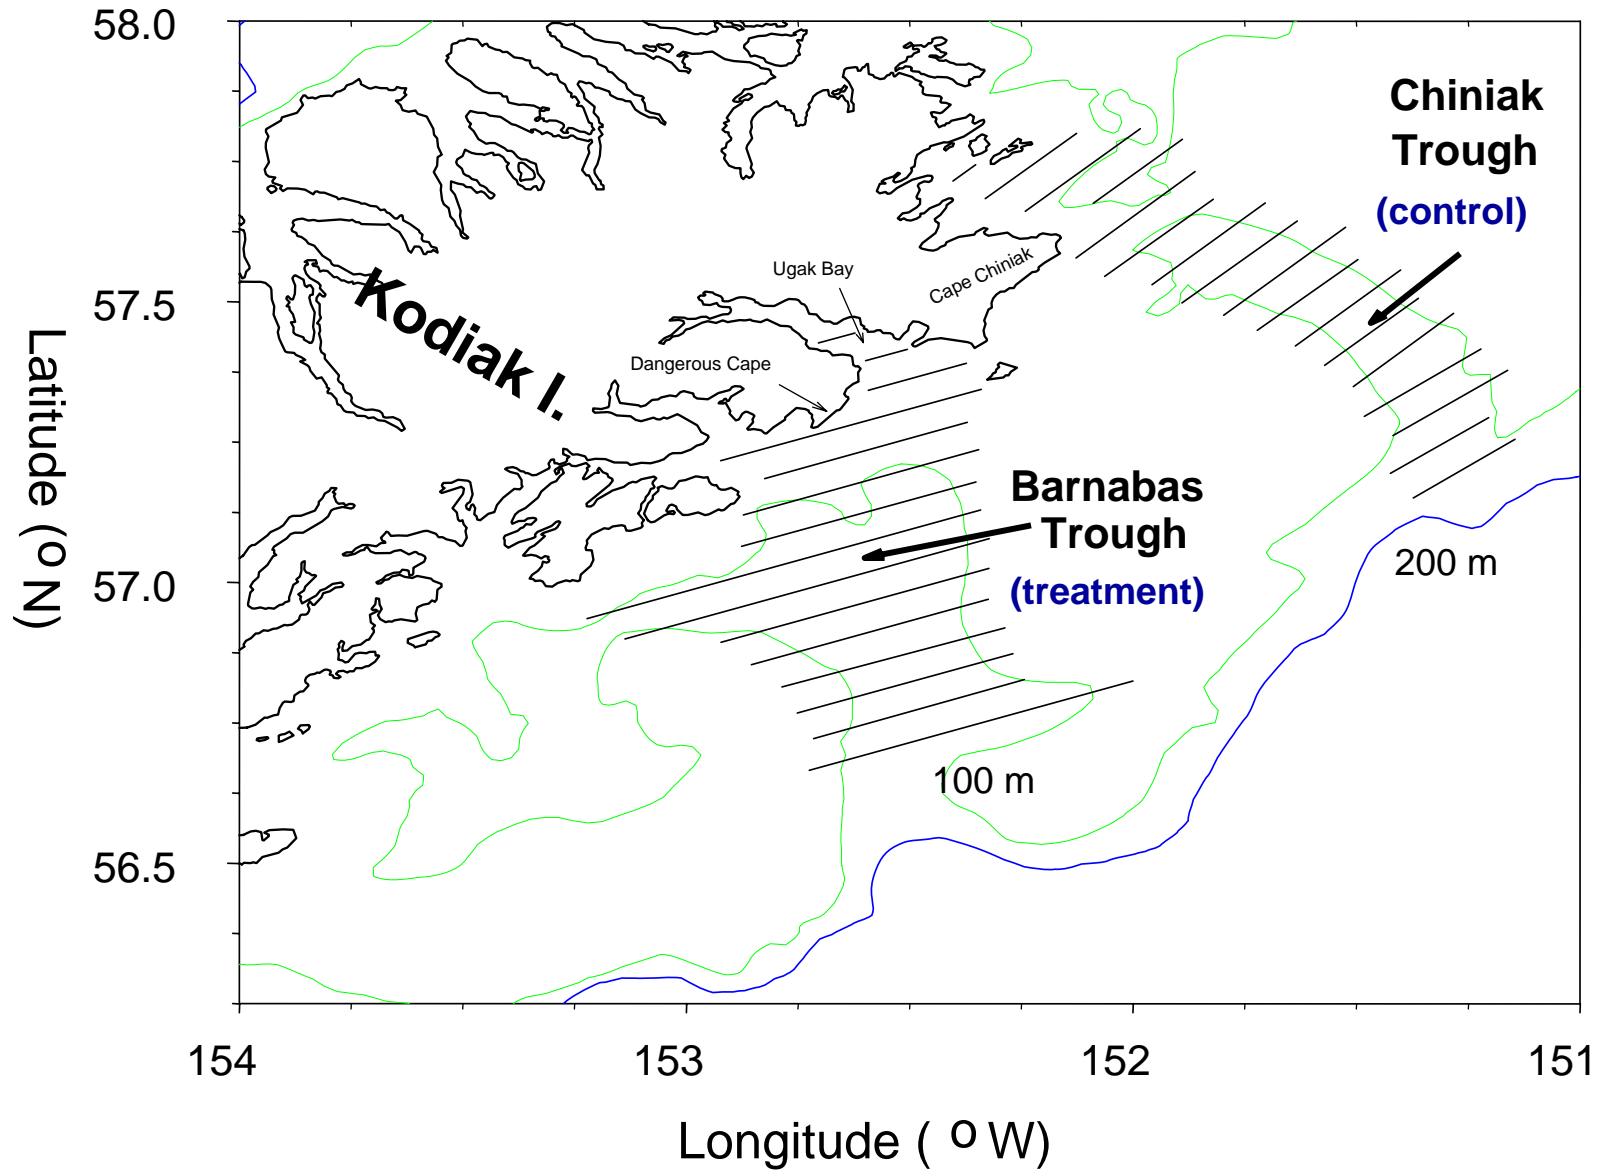 58.0
57.5
57.0
56.5
Latitude (o N)
154
153
152
151
Longitude ( o W)
Chiniak
Trough
(control)
Ugak Bay
Cape Chiniak
Kodiak I.
Dangerous Cape
Barnabas
Trough
(treatment)
200 m
100 m